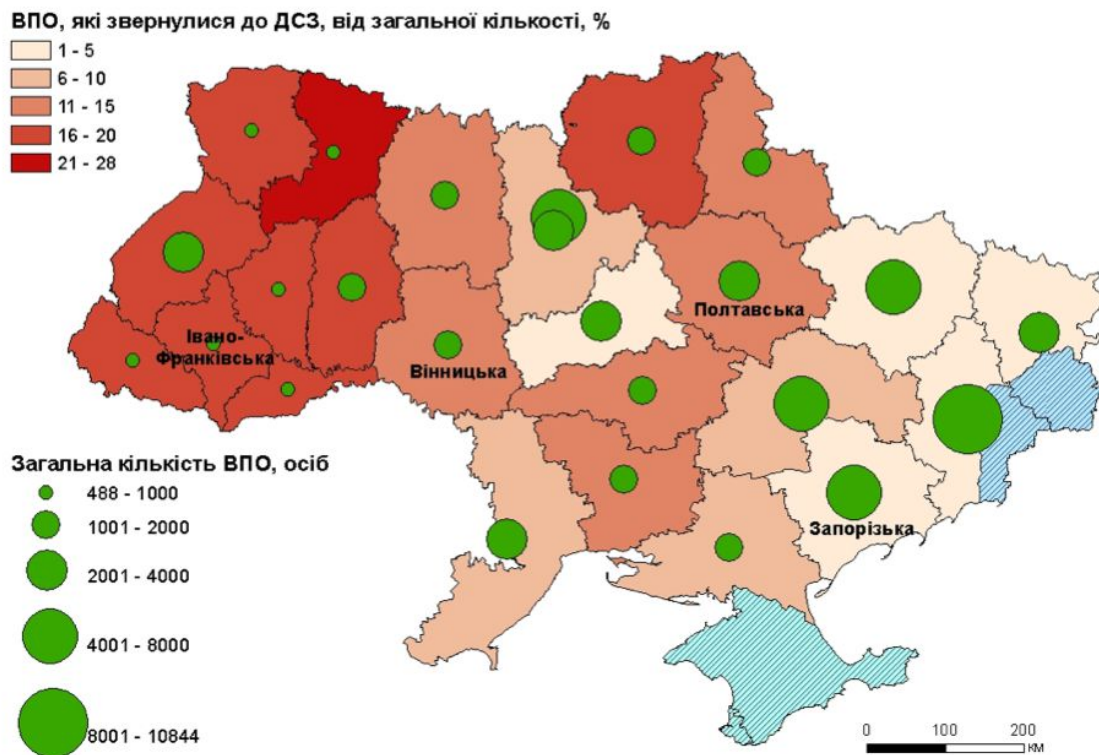 ВПО, які звернулися до ДСЗ, від загальної кількості, %
1 - 5
6 - 10
11 - 15
16 - 20
21 - 28
Полтавська
Івано-
Франківська
Вінницька
Запорізька
Загальна кількість ВПО, осіб
488 - 1000
1001 - 2000
2001 - 4000
4001 - 8000
8001 - 10844
0 100 200
КМ